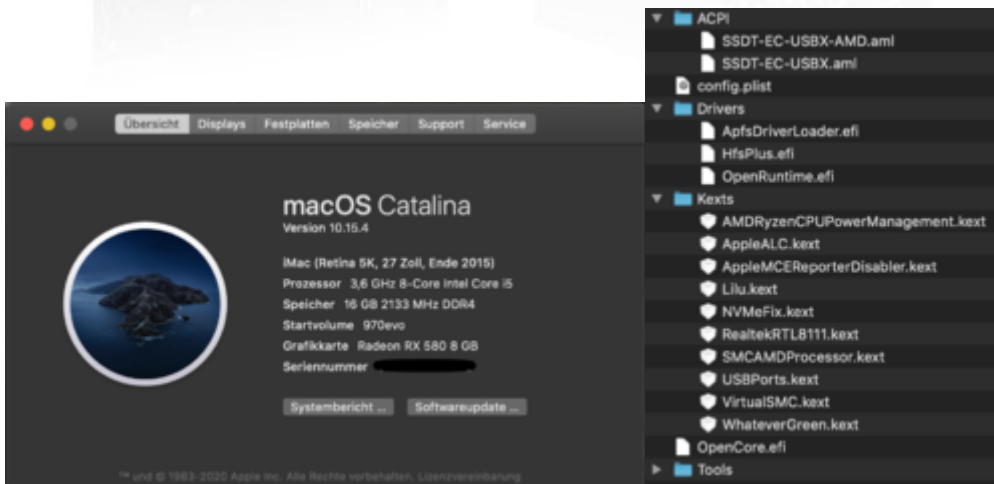 Übersicht Displays Festplatten Speicher Support Service
macOS Catalina
Version 10.15.4
iMac (Retina 5K, 27 Zoll, Ende 2015)
Prozessor 3,6 GHz 8-Core Intel Core i5
Speicher 16 GB 2133 MHz DDR4
Startvolume 970evo
Grafikkarte Radeon RX 580 8 GB
Seriennummer
Systembericht ... Softwareupdate ...
™ und © 1983-2020 Apple Inc. Alle Rechte vorbehalten. Lizenzvereinbarung
ACPI
SSDT-EC-USBX-AMD.aml
SSDT-EC-USBX.aml
config.plist
Drivers
ApfsDriverLoader.efi
HfsPlus.efi
OpenRuntime.efi
Kexts
AMDRyzenCPUPowerManagement.kext
AppleALC.kext
AppleMCEReporterDisabler.kext
Lilu.kext
NVMeFix.kext
RealtekRTL8111.kext
SMCAMDProcessor.kext
USBPorts.kext
VirtualSMC.kext
WhateverGreen.kext
OpenCore.efi
Tools